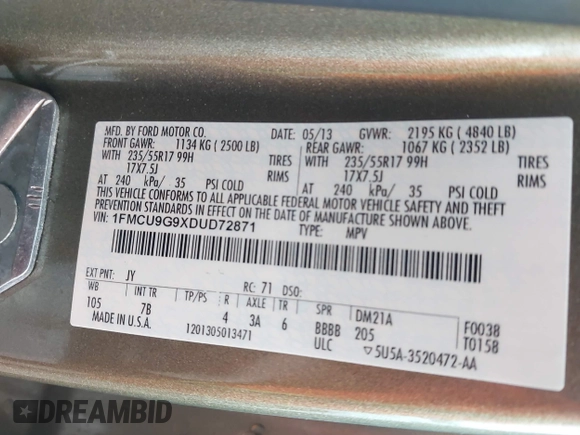 MFD. BY FORD MOTOR CO. DATE: 05/13 GVWR: 2195 KG ( 4840 LB)
FRONT GAWR: 1134 KG ( 2500 LB) REAR GAWR: 1067 KG ( 2352 LB)
WITH 235/55R17 99H TIRES WITH 235/55R17 99H TIRES
17X7.5J RIMS 17X7.5J RIMS
AT 240 kPa/ 35 PSI COLD AT 240 kPa/ 35 PSI COLD
THIS VEHICLE CONFORMS TO ALL APPLICABLE FEDERAL MOTOR VEHICLE SAFETY AND THEFT
PREVENTION STANDARDS IN EFFECT ON THE DATE OF MANUFACTURE SHOWN ABOVE.
VIN: 1FMCU9G9XDUD72871 TYPE: MPV
EXT PNT: JY RC: 71 DSO:
WB INT TR TP/PS R AXLE TR SPR DM21A F0038
105 7B 4 3A 6 BBBB 205 T0158
MADE IN U.S.A. 1201305013471 ULC ▽5U5A-3520472-AA
DREAMBID